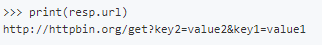 >>> print(resp.url)
http://httpbin.org/get?key2=value2&key1=value1